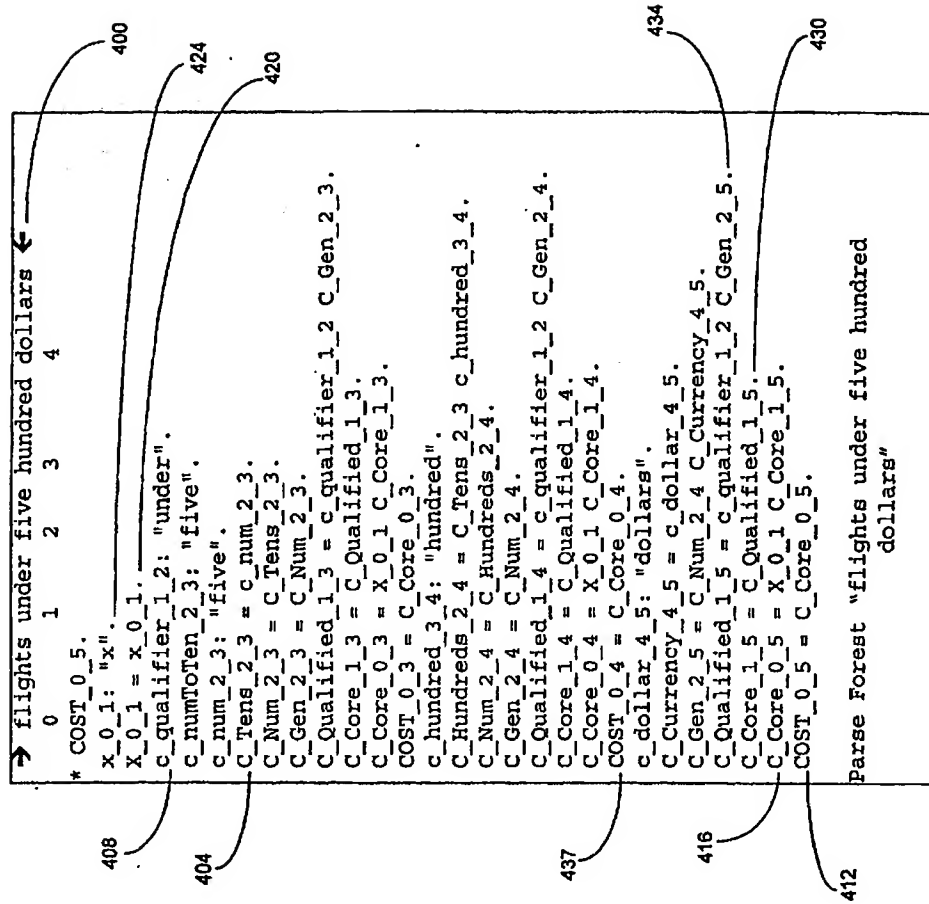 → flights under five hundred dollars ←
0 1 2 3 4
* COST_0_5.
x_0_1: "x".
X_0_1 = x_0_1.
c_qualifier_1_2: "under".
c_numToTen_2_3: "five".
c_num_2_3: "five".
C_Tens_2_3 = c_num_2_3.
C_Num_2_3 = C_Tens_2_3.
C_Gen_2_3 = C_Num_2_3.
C_Qualified_1_3 = c_qualifier_1_2 C_Gen_2_3.
C_Core_1_3 = C_Qualified_1_3.
C_Core_0_3 = X_0_1 C_Core_1_3.
COST_0_3 = C_Core_0_3.
c_hundred_3_4: "hundred".
C_Hundreds_2_4 = C_Tens_2_3 c_hundred_3_4.
C_Num_2_4 = C_Hundreds_2_4.
C_Gen_2_4 = C_Num_2_4.
C_Qualified_1_4 = c_qualifier_1_2 C_Gen_2_4.
C_Core_1_4 = C_Qualified_1_4.
C_Core_0_4 = X_0_1 C_Core_1_4.
COST_0_4 = C_Core_0_4.
c_dollar_4_5: "dollars".
C_Currency_4_5 = c_dollar_4_5.
C_Gen_2_5 = C_Num_2_4 C_Currency_4_5.
C_Qualified_1_5 = c_qualifier_1_2 C_Gen_2_5.
C_Core_1_5 = C_Qualified_1_5.
C_Core_0_5 = X_0_1 C_Core_1_5.
COST_0_5 = C_Core_0_5.
Parse Forest "flights under five hundred
dollars"
400
424
420
408
404
434
430
437
416
412